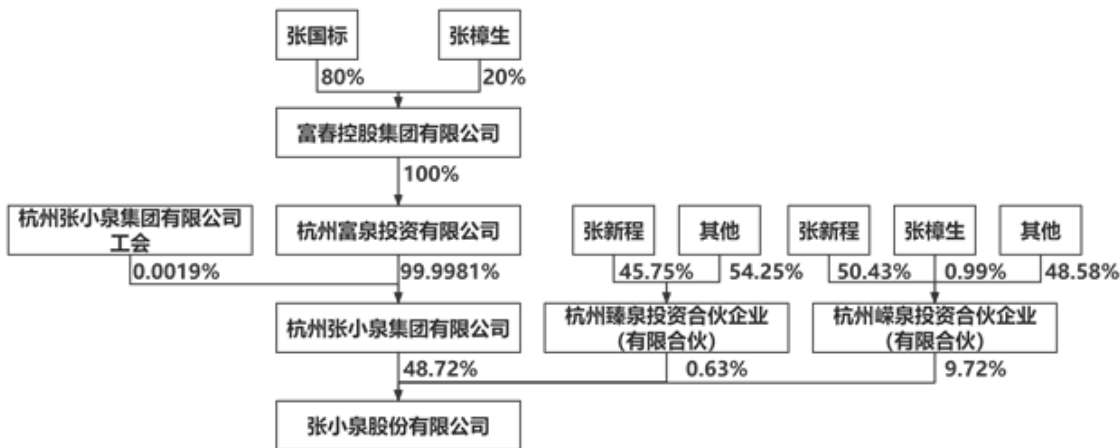 张国标
张樟生
80%
20%
富春控股集团有限公司
100%
杭州张小泉集团有限公司
工会
杭州富泉投资有限公司
张新程
其他
张新程
张樟生
其他
0.0019%
99.9981%
45.75%
54.25%
50.43%
0.99%
48.58%
杭州张小泉集团有限公司
杭州臻泉投资合伙企业
(有限合伙)
杭州嵘泉投资合伙企业
(有限合伙)
48.72%
0.63%
9.72%
张小泉股份有限公司